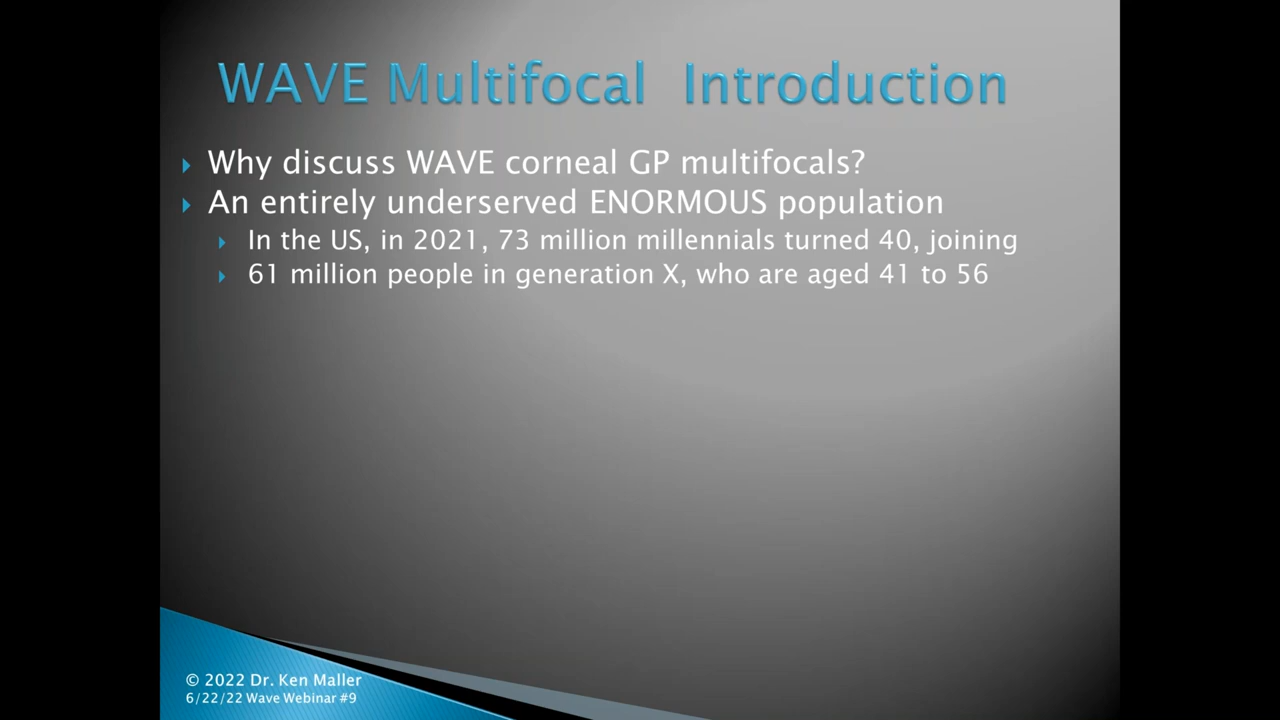 WAVE Multifocal Introduction
Why discuss WAVE corneal GP multifocals?
An entirely underserved ENORMOUS population
In the US, in 2021, 73 million millennials turned 40, joining
61 million people in generation X, who are aged 41 to 56
© 2022 Dr. Ken Maller
6/22/22 Wave Webinar #9